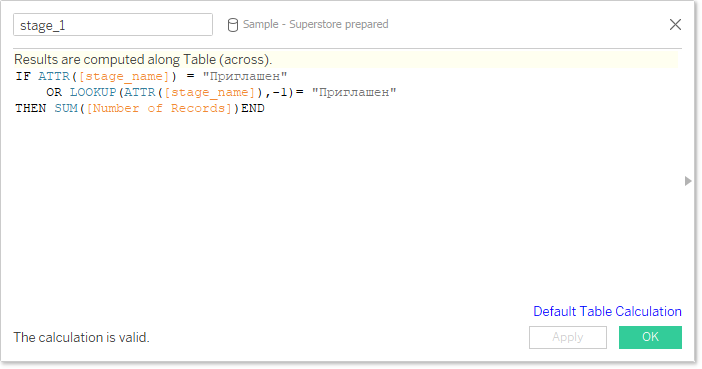 stage_1
Sample - Superstore prepared
Results are computed along Table (across).
IF ATTR([stage_name]) = "Приглашен"
OR LOOKUP(ATTR([stage_name]),-1)= "Приглашен"
THEN SUM([Number of Records])END
Default Table Calculation
The calculation is valid.
Apply
OK